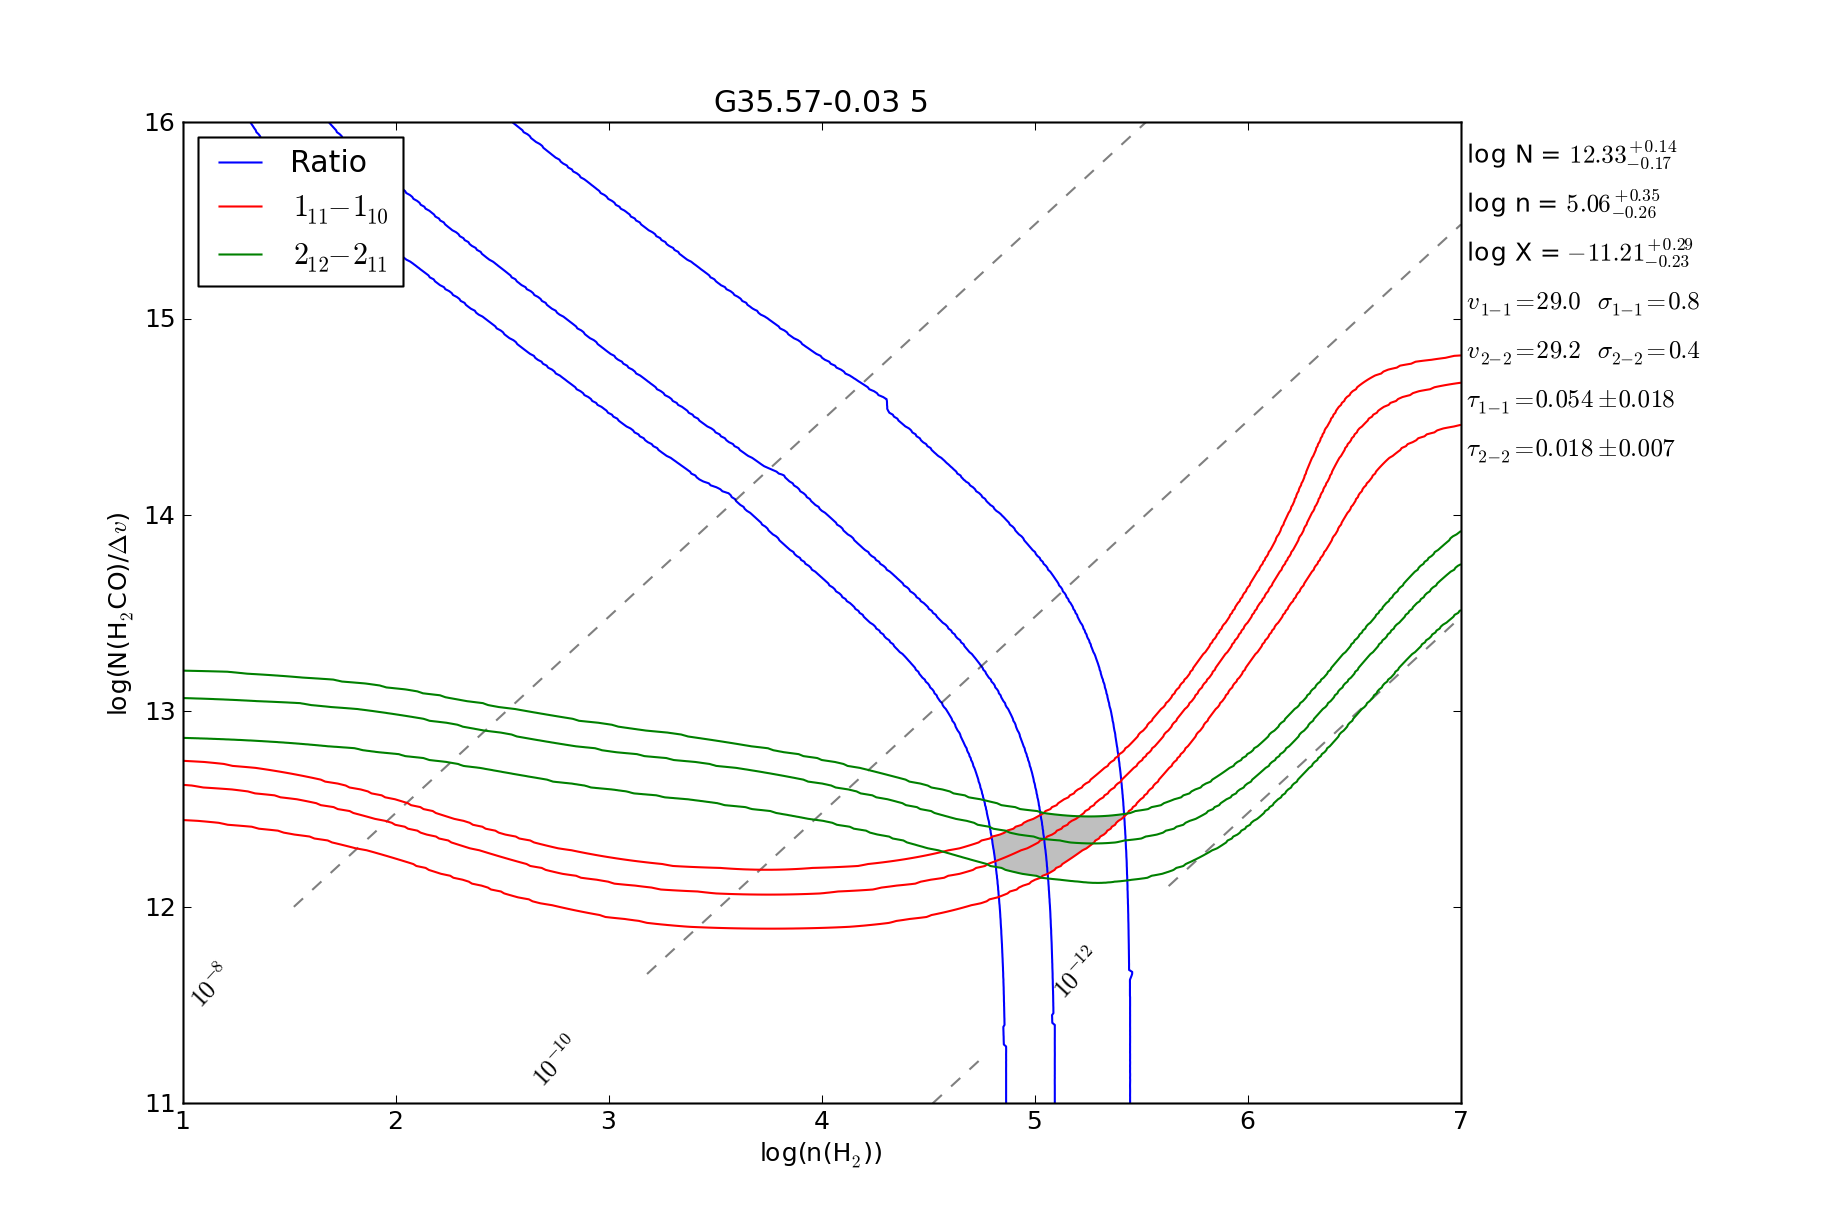 G35.57-0.03 5
16
15
14
13
12
11
log(N(H₂CO)/Δv)
Ratio
1₁₁−1₁₀
2₁₂−2₁₁
10⁻⁸
10⁻¹⁰
10⁻¹²
1 2 3 4 5 6 7
log(n(H₂))
log N = 12.33^{+0.14}_{−0.17}
log n = 5.06^{+0.35}_{−0.26}
log X = −11.21^{+0.29}_{−0.23}
v₁₋₁=29.0 σ₁₋₁=0.8
v₂₋₂=29.2 σ₂₋₂=0.4
τ₁₋₁=0.054 ±0.018
τ₂₋₂=0.018 ±0.007